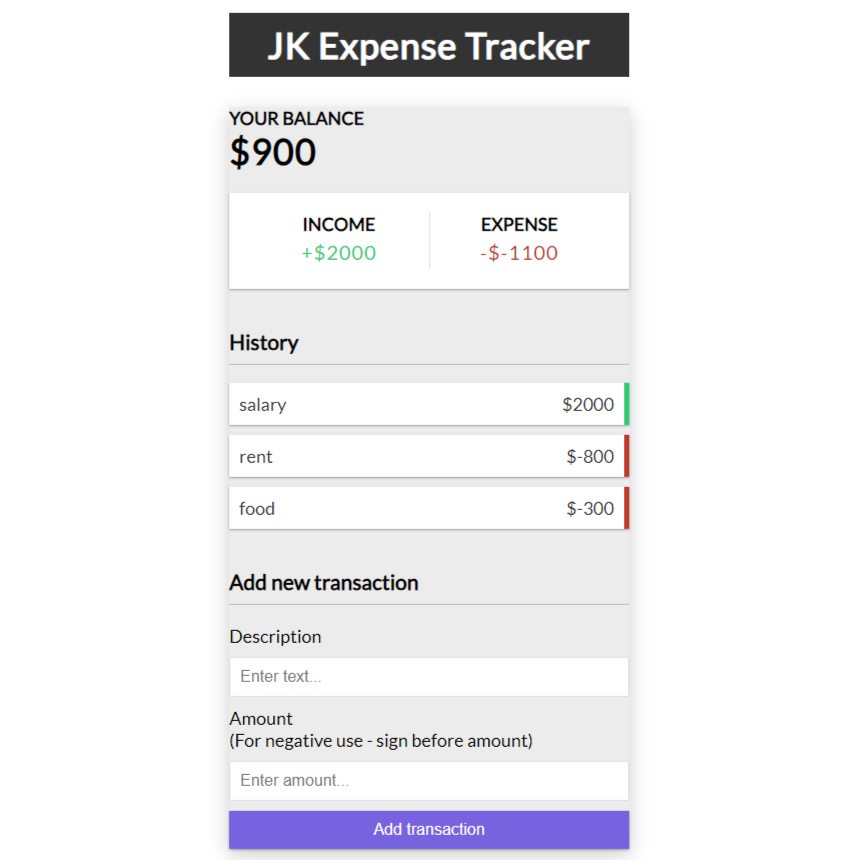 JK Expense Tracker
YOUR BALANCE
$900
INCOME
+$2000
EXPENSE
-$-1100
History
salary $2000
rent $-800
food $-300
Add new transaction
Description
Enter text...
Amount
(For negative use - sign before amount)
Enter amount...
Add transaction